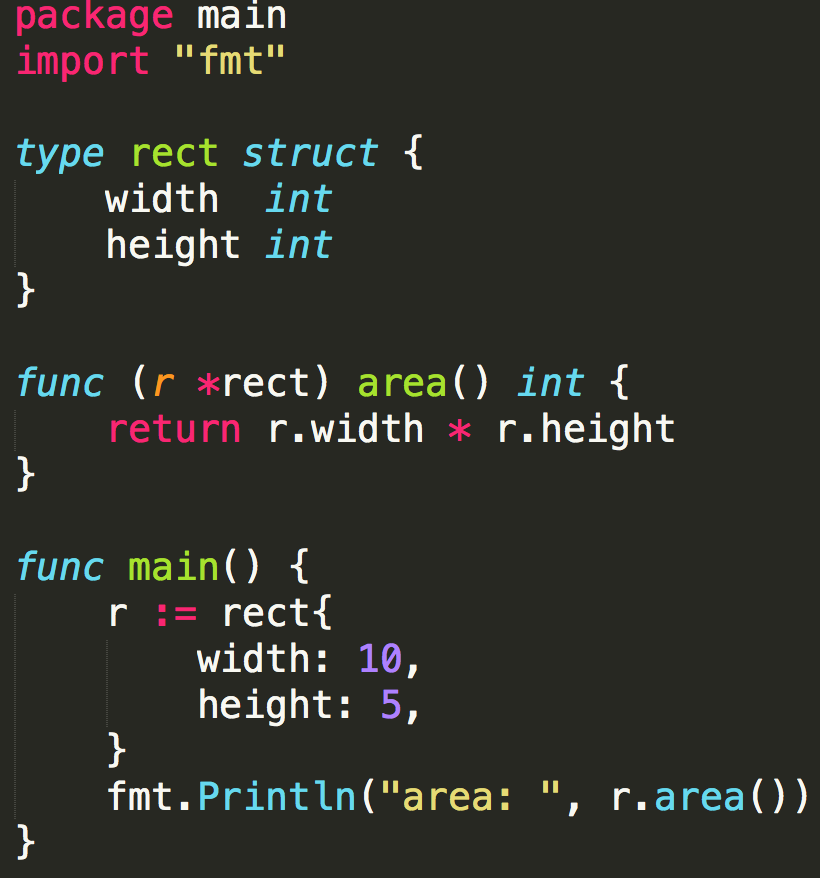 package main
import "fmt"

type rect struct {
    width  int
    height int
}

func (r *rect) area() int {
    return r.width * r.height
}

func main() {
    r := rect{
        width: 10,
        height: 5,
    }
    fmt.Println("area: ", r.area())
}